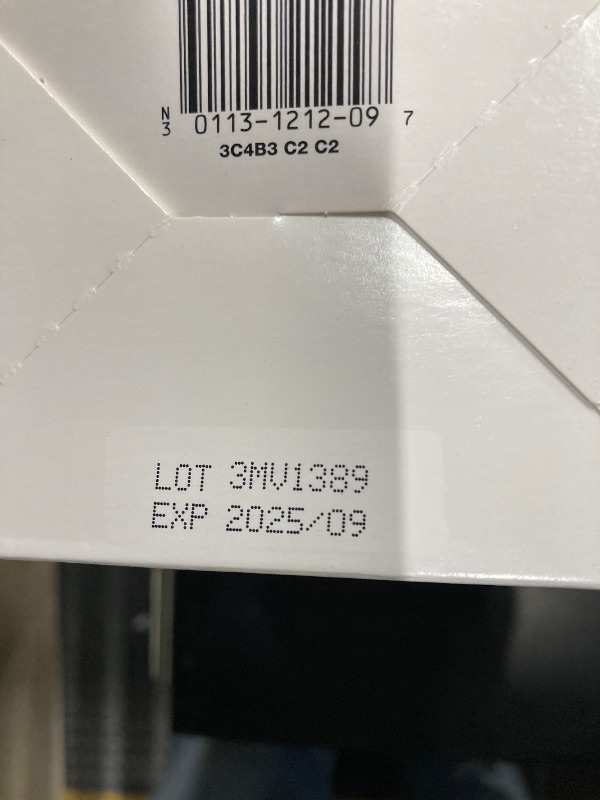 N
3 0113-1212-09 7
3C4B3 C2 C2
LOT 3MV1389
EXP 2025/09